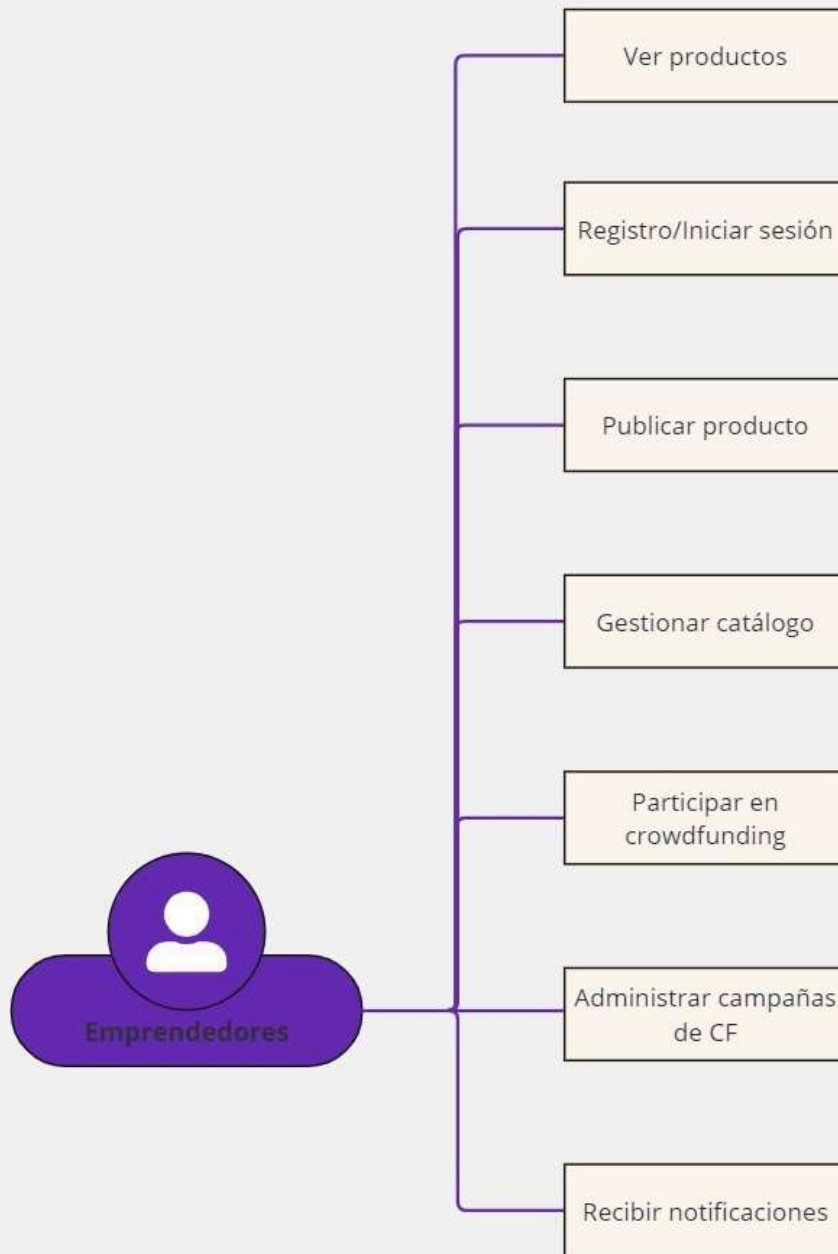 Ver productos
Registro/Iniciar sesión
Publicar producto
Gestionar catálogo
Participar en
crowdfunding
Emprendedores
Administrar campañas
de CF
Recibir notificaciones